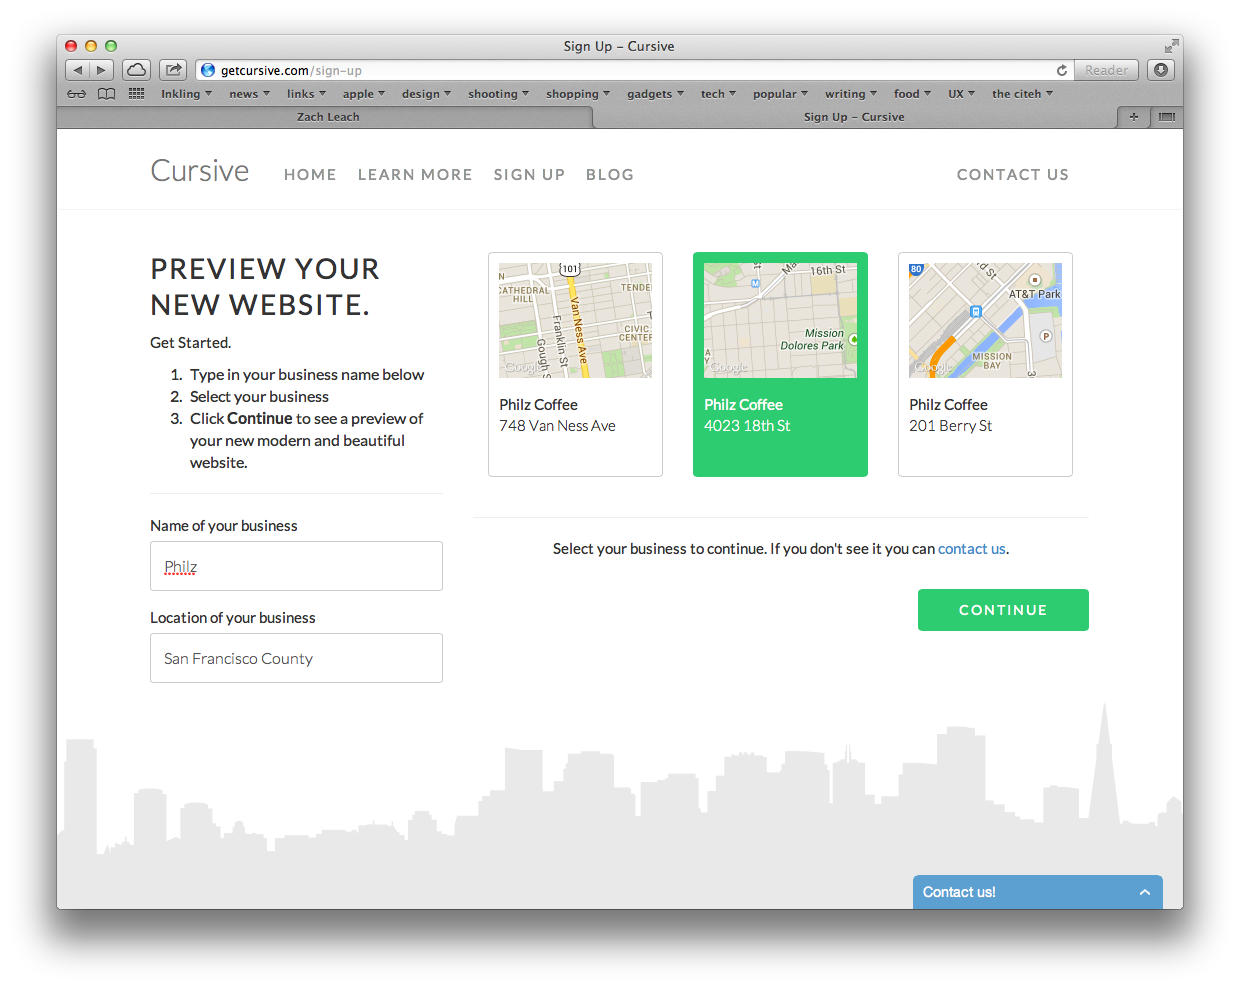 Sign Up – Cursive
getcursive.com/sign-up
Reader
Inkling news links apple design shooting shopping gadgets tech popular writing food UX the citeh
Zach Leach
Sign Up – Cursive
Cursive
HOME LEARN MORE SIGN UP BLOG
CONTACT US
PREVIEW YOUR
NEW WEBSITE.
Get Started.
1. Type in your business name below
2. Select your business
3. Click Continue to see a preview of
your new modern and beautiful
website.
Name of your business
Philz
Location of your business
San Francisco County
101
CATHEDRAL
HILL
TENDE
Van Ness Ave
Franklin St
Gough St
CIVIC
CENTER
Google
Philz Coffee
748 Van Ness Ave
16th St
M
Mission
Dolores Park
Google
Philz Coffee
4023 18th St
80
rd St
AT&T Park
P
MISSION
BAY
Google
Philz Coffee
201 Berry St
Select your business to continue. If you don't see it you can contact us.
CONTINUE
Contact us!